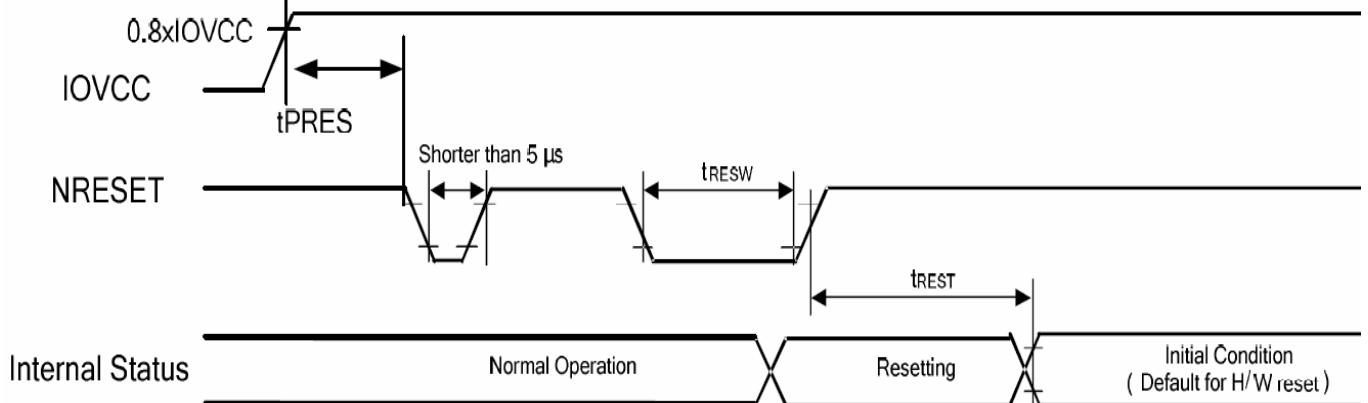 0.8xIOVCC
IOVCC
tPRES
Shorter than 5 µs
NRESET
tRESW
tREST
Internal Status
Normal Operation
Resetting
Initial Condition
( Default for H/W reset )